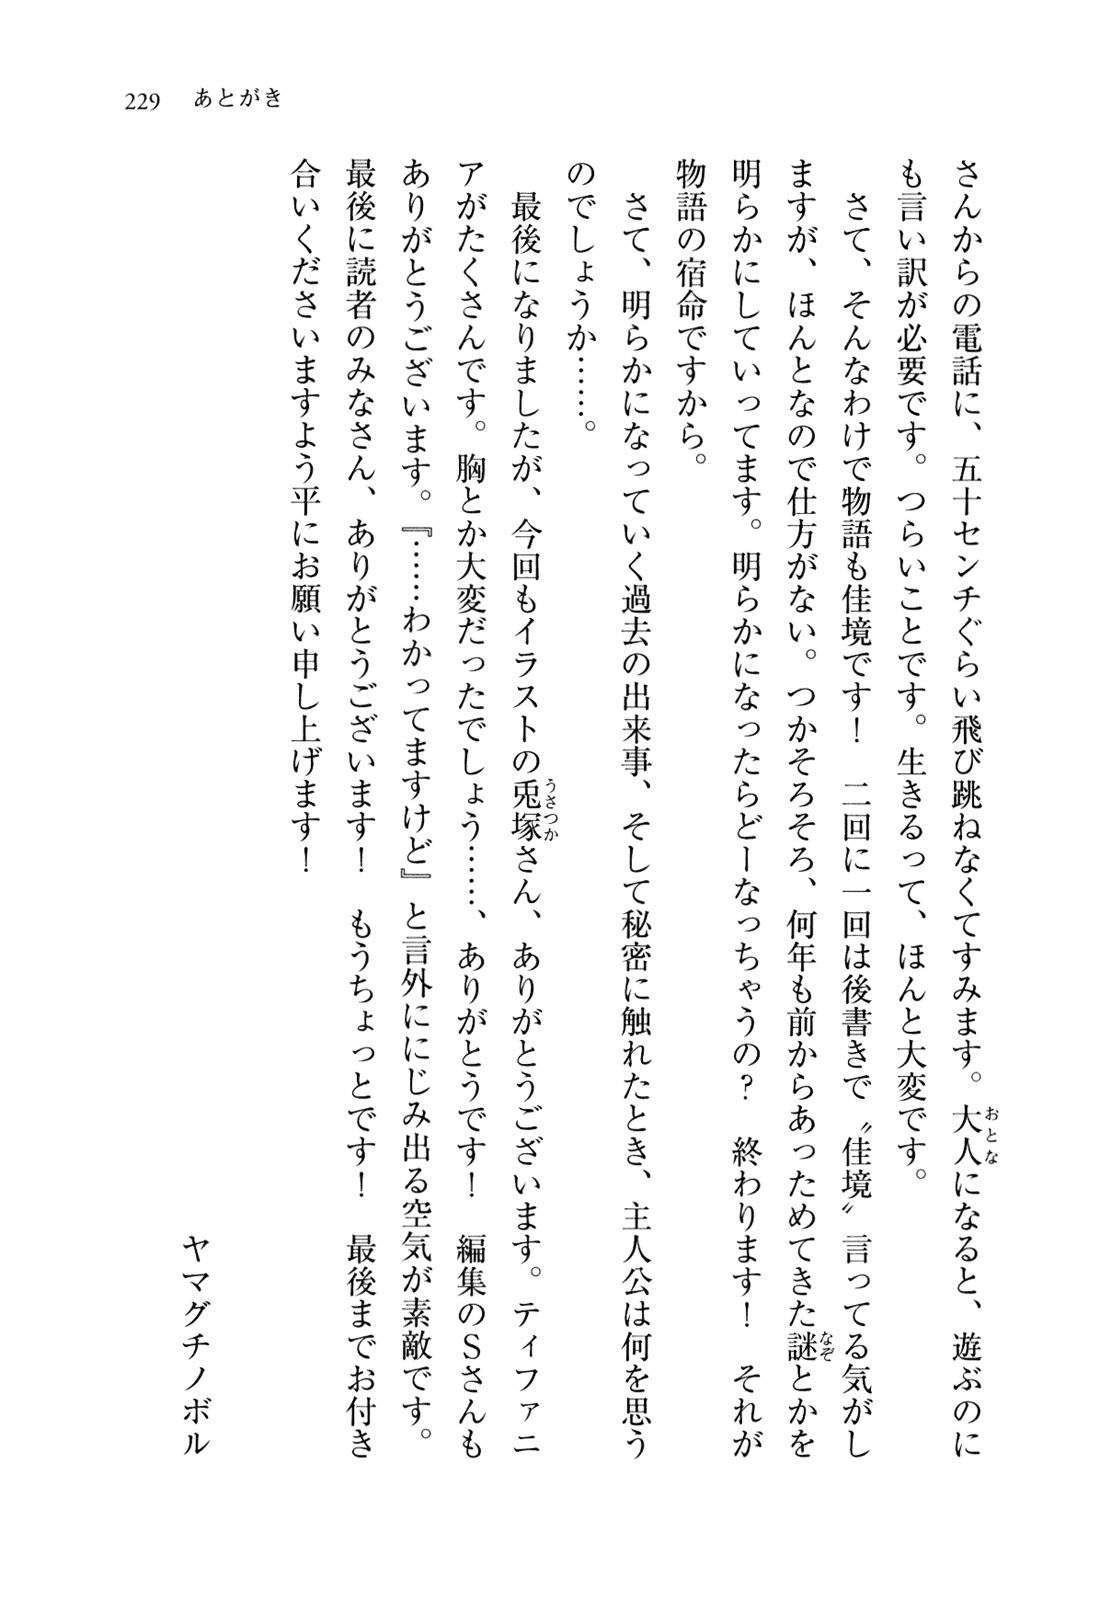 229　あとがき
さんからの電話に、五十センチぐらい飛び跳ねなくてすみます。大人になると、遊ぶのに
も言い訳が必要です。つらいことです。生きるって、ほんと大変です。
　さて、そんなわけで物語も佳境です！　二回に一回は後書きで〝佳境〟言ってる気がし
ますが、ほんとなので仕方がない。つかそろそろ、何年も前からあっためてきた謎とかを
明らかにしていってます。明らかになったらどーなっちゃうの？　終わります！　それが
物語の宿命ですから。
　さて、明らかになっていく過去の出来事、そして秘密に触れたとき、主人公は何を思う
のでしょうか……。
　最後になりましたが、今回もイラストの兎塚さん、ありがとうございます。ティファニ
アがたくさんです。胸とか大変だったでしょう……、ありがとうです！　編集のＳさんも
ありがとうございます。『……わかってますけど』と言外ににじみ出る空気が素敵です。
最後に読者のみなさん、ありがとうございます！　もうちょっとです！　最後までお付き
合いくださいますよう平にお願い申し上げます！
ヤマグチノボル
おとな
なぞ
うさつか